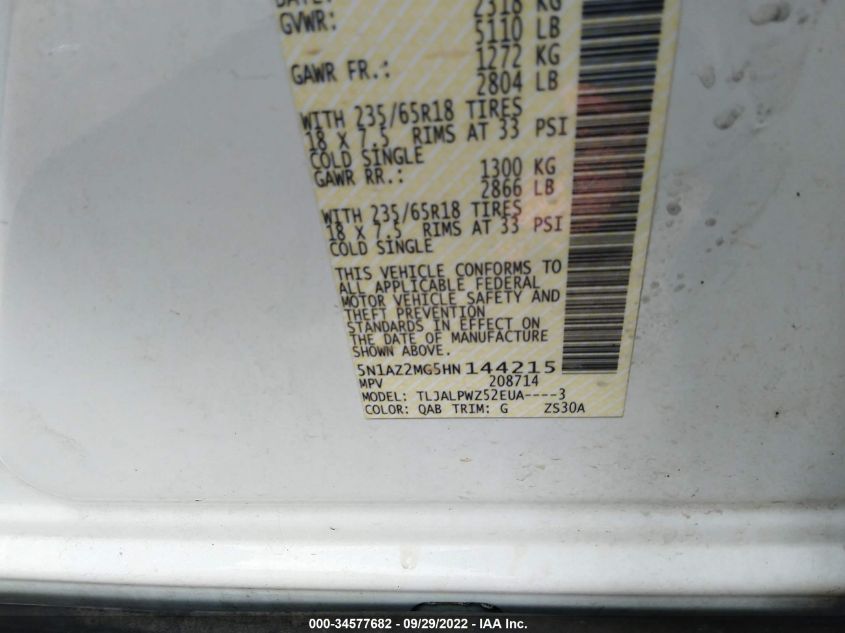 DATE: 2318 KG
GVWR: 5110 LB
1272 KG
GAWR FR.: 2804 LB
WITH 235/65R18 TIRES
18 X 7.5 RIMS AT 33 PSI
COLD SINGLE
1300 KG
GAWR RR.: 2866 LB
WITH 235/65R18 TIRES
18 X 7.5 RIMS AT 33 PSI
COLD SINGLE
THIS VEHICLE CONFORMS TO
ALL APPLICABLE FEDERAL
MOTOR VEHICLE SAFETY AND
THEFT PREVENTION
STANDARDS IN EFFECT ON
THE DATE OF MANUFACTURE
SHOWN ABOVE.
5N1AZ2MG5HN144215
MPV 208714
MODEL: TLJALPWZ52EUA----3
COLOR: QAB TRIM: G ZS30A
000-34577682 - 09/29/2022 - IAA Inc.